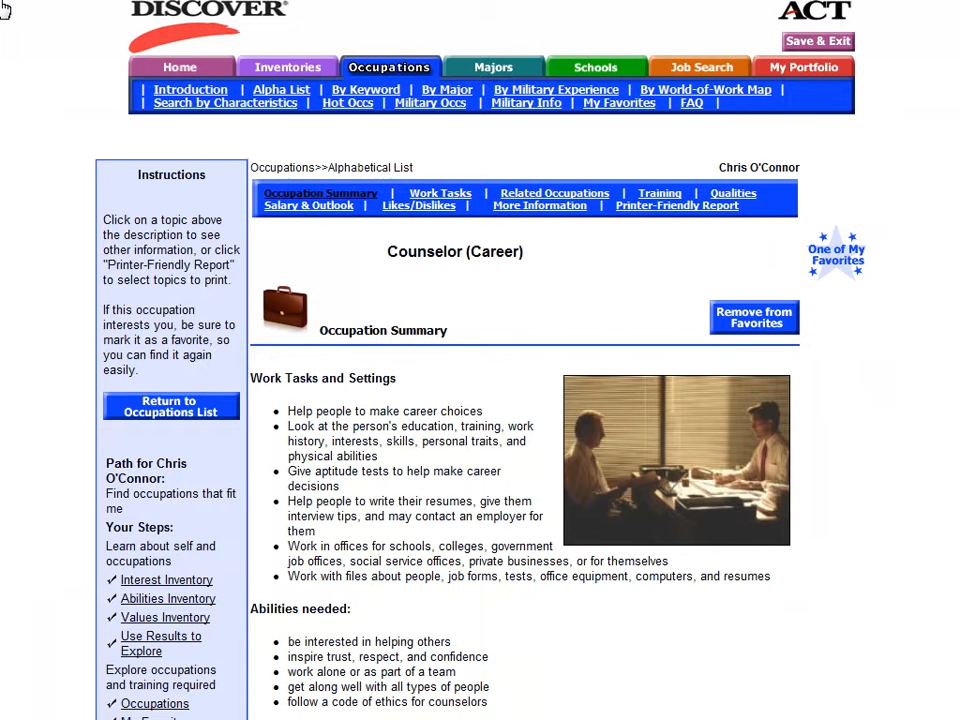 DISCOVER®
ACT
Save & Exit
Home
Inventories
Occupations
Majors
Schools
Job Search
My Portfolio
| Introduction | Alpha List | By Keyword | By Major | By Military Experience | By World-of-Work Map |
Search by Characteristics | Hot Occs | Military Occs | Military Info | My Favorites | FAQ |
Occupations>>Alphabetical List
Chris O'Connor
Occupation Summary | Work Tasks | Related Occupations | Training | Qualities
Salary & Outlook | Likes/Dislikes | More Information | Printer-Friendly Report
Instructions
Click on a topic above
the description to see
other information, or click
"Printer-Friendly Report"
to select topics to print.
If this occupation
interests you, be sure to
mark it as a favorite, so
you can find it again
easily.
Return to
Occupations List
Path for Chris
O'Connor:
Find occupations that fit
me
Your Steps:
Learn about self and
occupations
Interest Inventory
Abilities Inventory
Values Inventory
Use Results to
Explore
Explore occupations
and training required
Occupations
Counselor (Career)
One of My
Favorites
Occupation Summary
Remove from
Favorites
Work Tasks and Settings
Help people to make career choices
Look at the person's education, training, work
history, interests, skills, personal traits, and
physical abilities
Give aptitude tests to help make career
decisions
Help people to write their resumes, give them
interview tips, and may contact an employer for
them
Work in offices for schools, colleges, government
job offices, social service offices, private businesses, or for themselves
Work with files about people, job forms, tests, office equipment, computers, and resumes
Abilities needed:
be interested in helping others
inspire trust, respect, and confidence
work alone or as part of a team
get along well with all types of people
follow a code of ethics for counselors